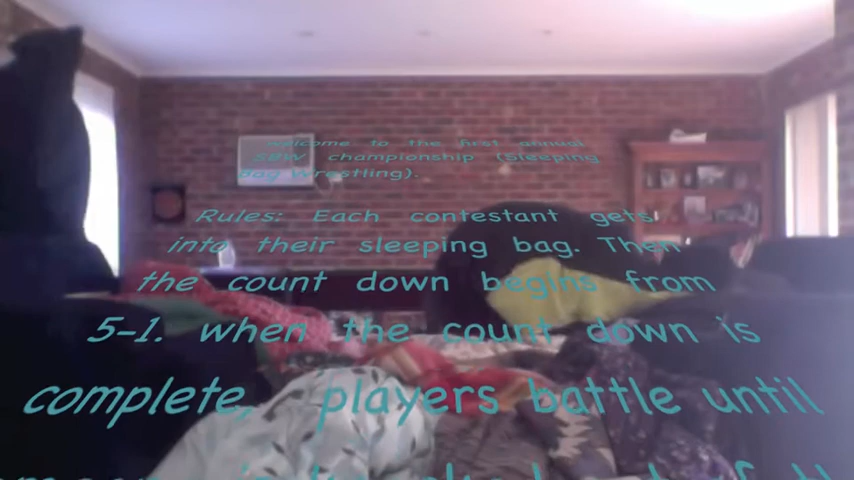 welcome to the first annual
SBW championship (Sleeping
Bag Wrestling).
Rules: Each contestant gets
into their sleeping bag. Then
the count down begins from
5-1. when the count down is
complete, players battle until